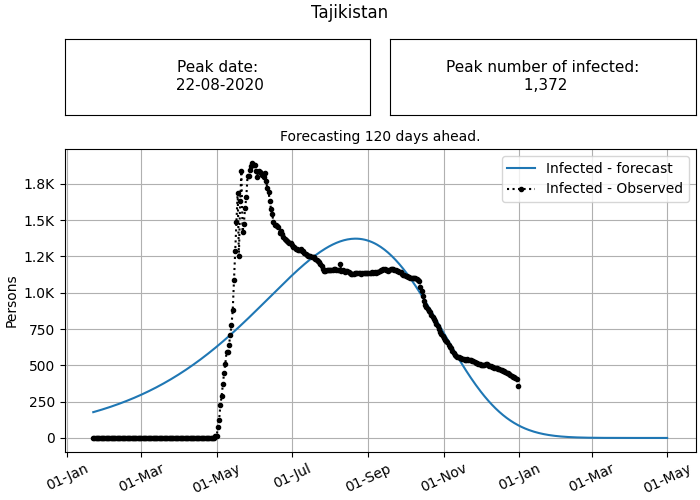 Tajikistan
Peak date:
22-08-2020
Peak number of infected:
1,372
Forecasting 120 days ahead.
Infected - forecast
Infected - Observed
Persons
1.8K
1.5K
1.2K
1.0K
750
500
250
0
01-Jan
01-Mar
01-May
01-Jul
01-Sep
01-Nov
01-Jan
01-Mar
01-May